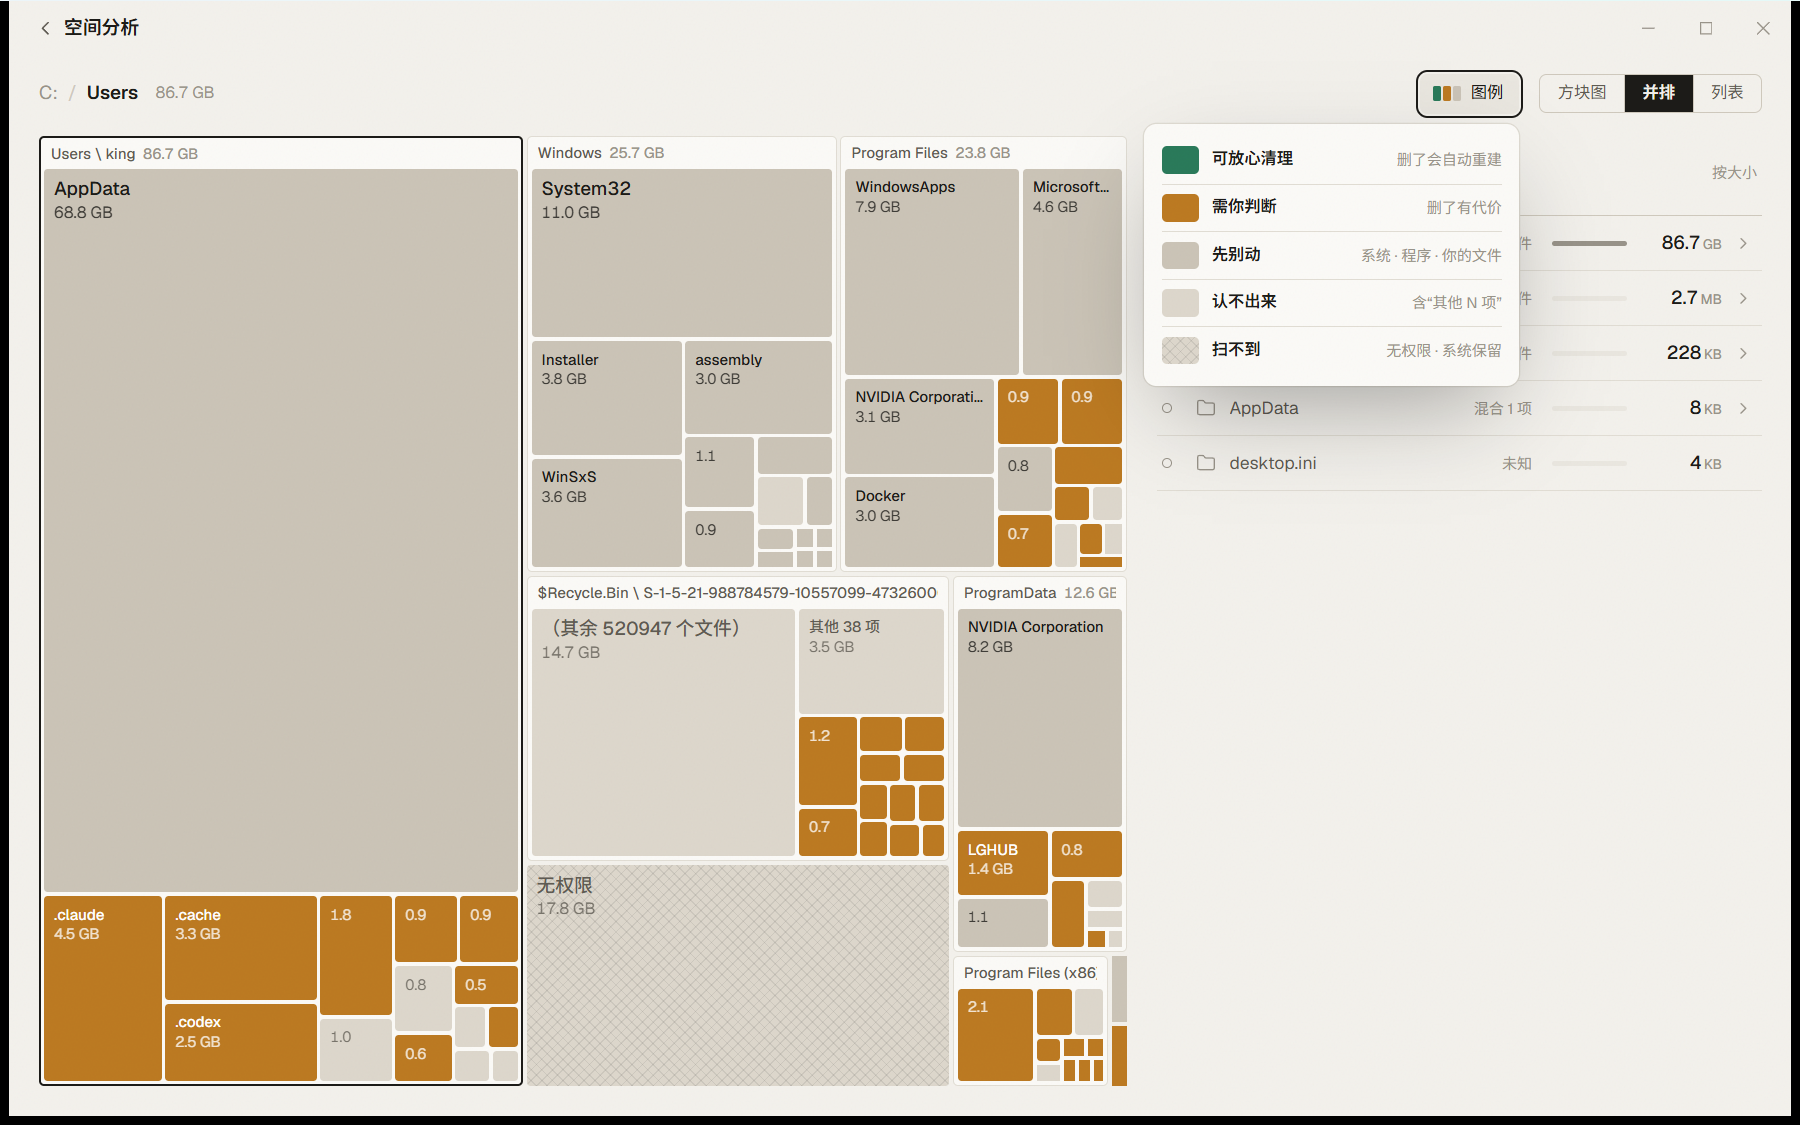 空间分析
C: / Users 86.7 GB
图例
方块图 并排 列表
Users \ king 86.7 GB
AppData
68.8 GB
.claude
4.5 GB
.cache
3.3 GB
.codex
2.5 GB
1.8
1.0
0.9
0.9
0.8
0.5
0.6
Windows 25.7 GB
System32
11.0 GB
Installer
3.8 GB
assembly
3.0 GB
WinSxS
3.6 GB
1.1
0.9
Program Files 23.8 GB
WindowsApps
7.9 GB
Microsoft...
4.6 GB
NVIDIA Corporati...
3.1 GB
Docker
3.0 GB
0.9
0.9
0.8
0.7
$Recycle.Bin \ S-1-5-21-988784579-10557099-4732600
（其余 520947 个文件）
14.7 GB
其他 38 项
3.5 GB
1.2
0.7
无权限
17.8 GB
ProgramData 12.6 GB
NVIDIA Corporation
8.2 GB
LGHUB
1.4 GB
0.8
1.1
Program Files (x86)
2.1
可放心清理 删了会自动重建
需你判断 删了有代价
先别动 系统 · 程序 · 你的文件
认不出来 含“其他 N 项”
扫不到 无权限 · 系统保留
按大小
件 86.7 GB
件 2.7 MB
件 228 KB
AppData 混合 1 项 8 KB
desktop.ini 未知 4 KB